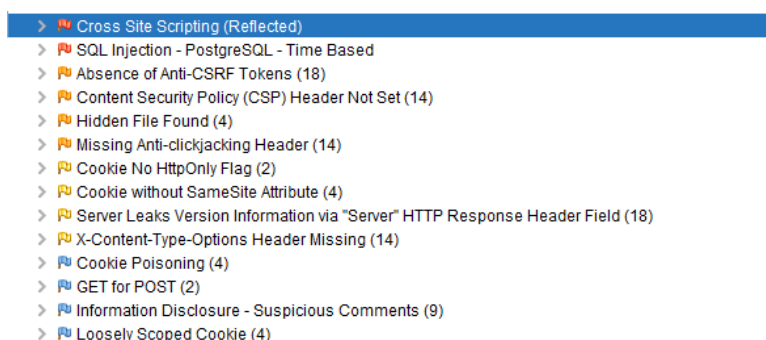 Cross Site Scripting (Reflected)
SQL Injection - PostgreSQL - Time Based
Absence of Anti-CSRF Tokens (18)
Content Security Policy (CSP) Header Not Set (14)
Hidden File Found (4)
Missing Anti-clickjacking Header (14)
Cookie No HttpOnly Flag (2)
Cookie without SameSite Attribute (4)
Server Leaks Version Information via "Server" HTTP Response Header Field (18)
X-Content-Type-Options Header Missing (14)
Cookie Poisoning (4)
GET for POST (2)
Information Disclosure - Suspicious Comments (9)
Loosely Scoped Cookie (4)